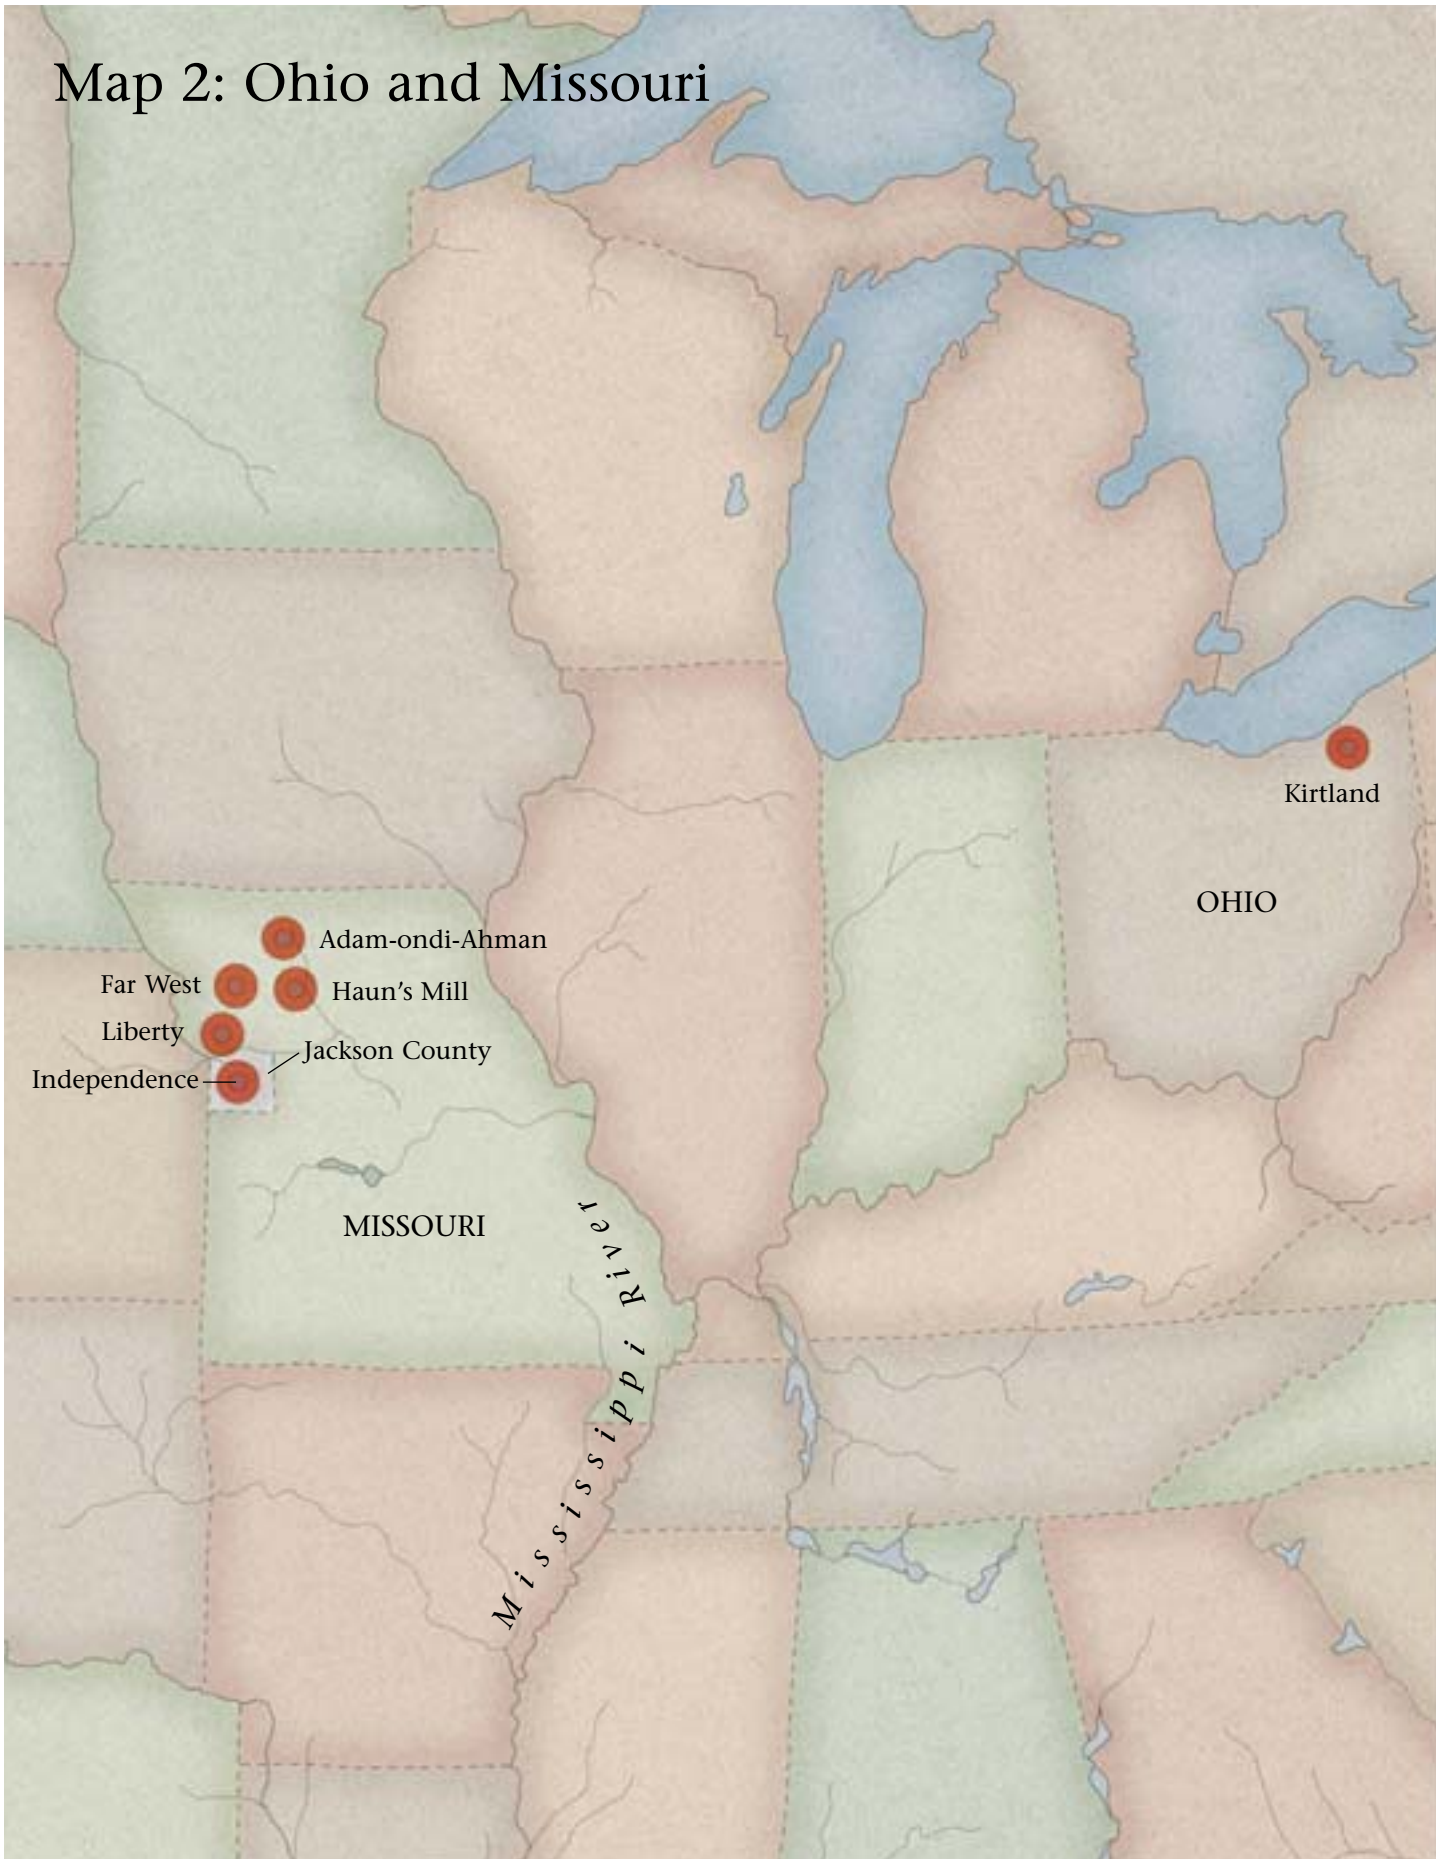 Map 2: Ohio and Missouri
Kirtland
OHIO
Adam-ondi-Ahman
Far West
Haun’s Mill
Liberty
Jackson County
Independence
MISSOURI
Mississippi River